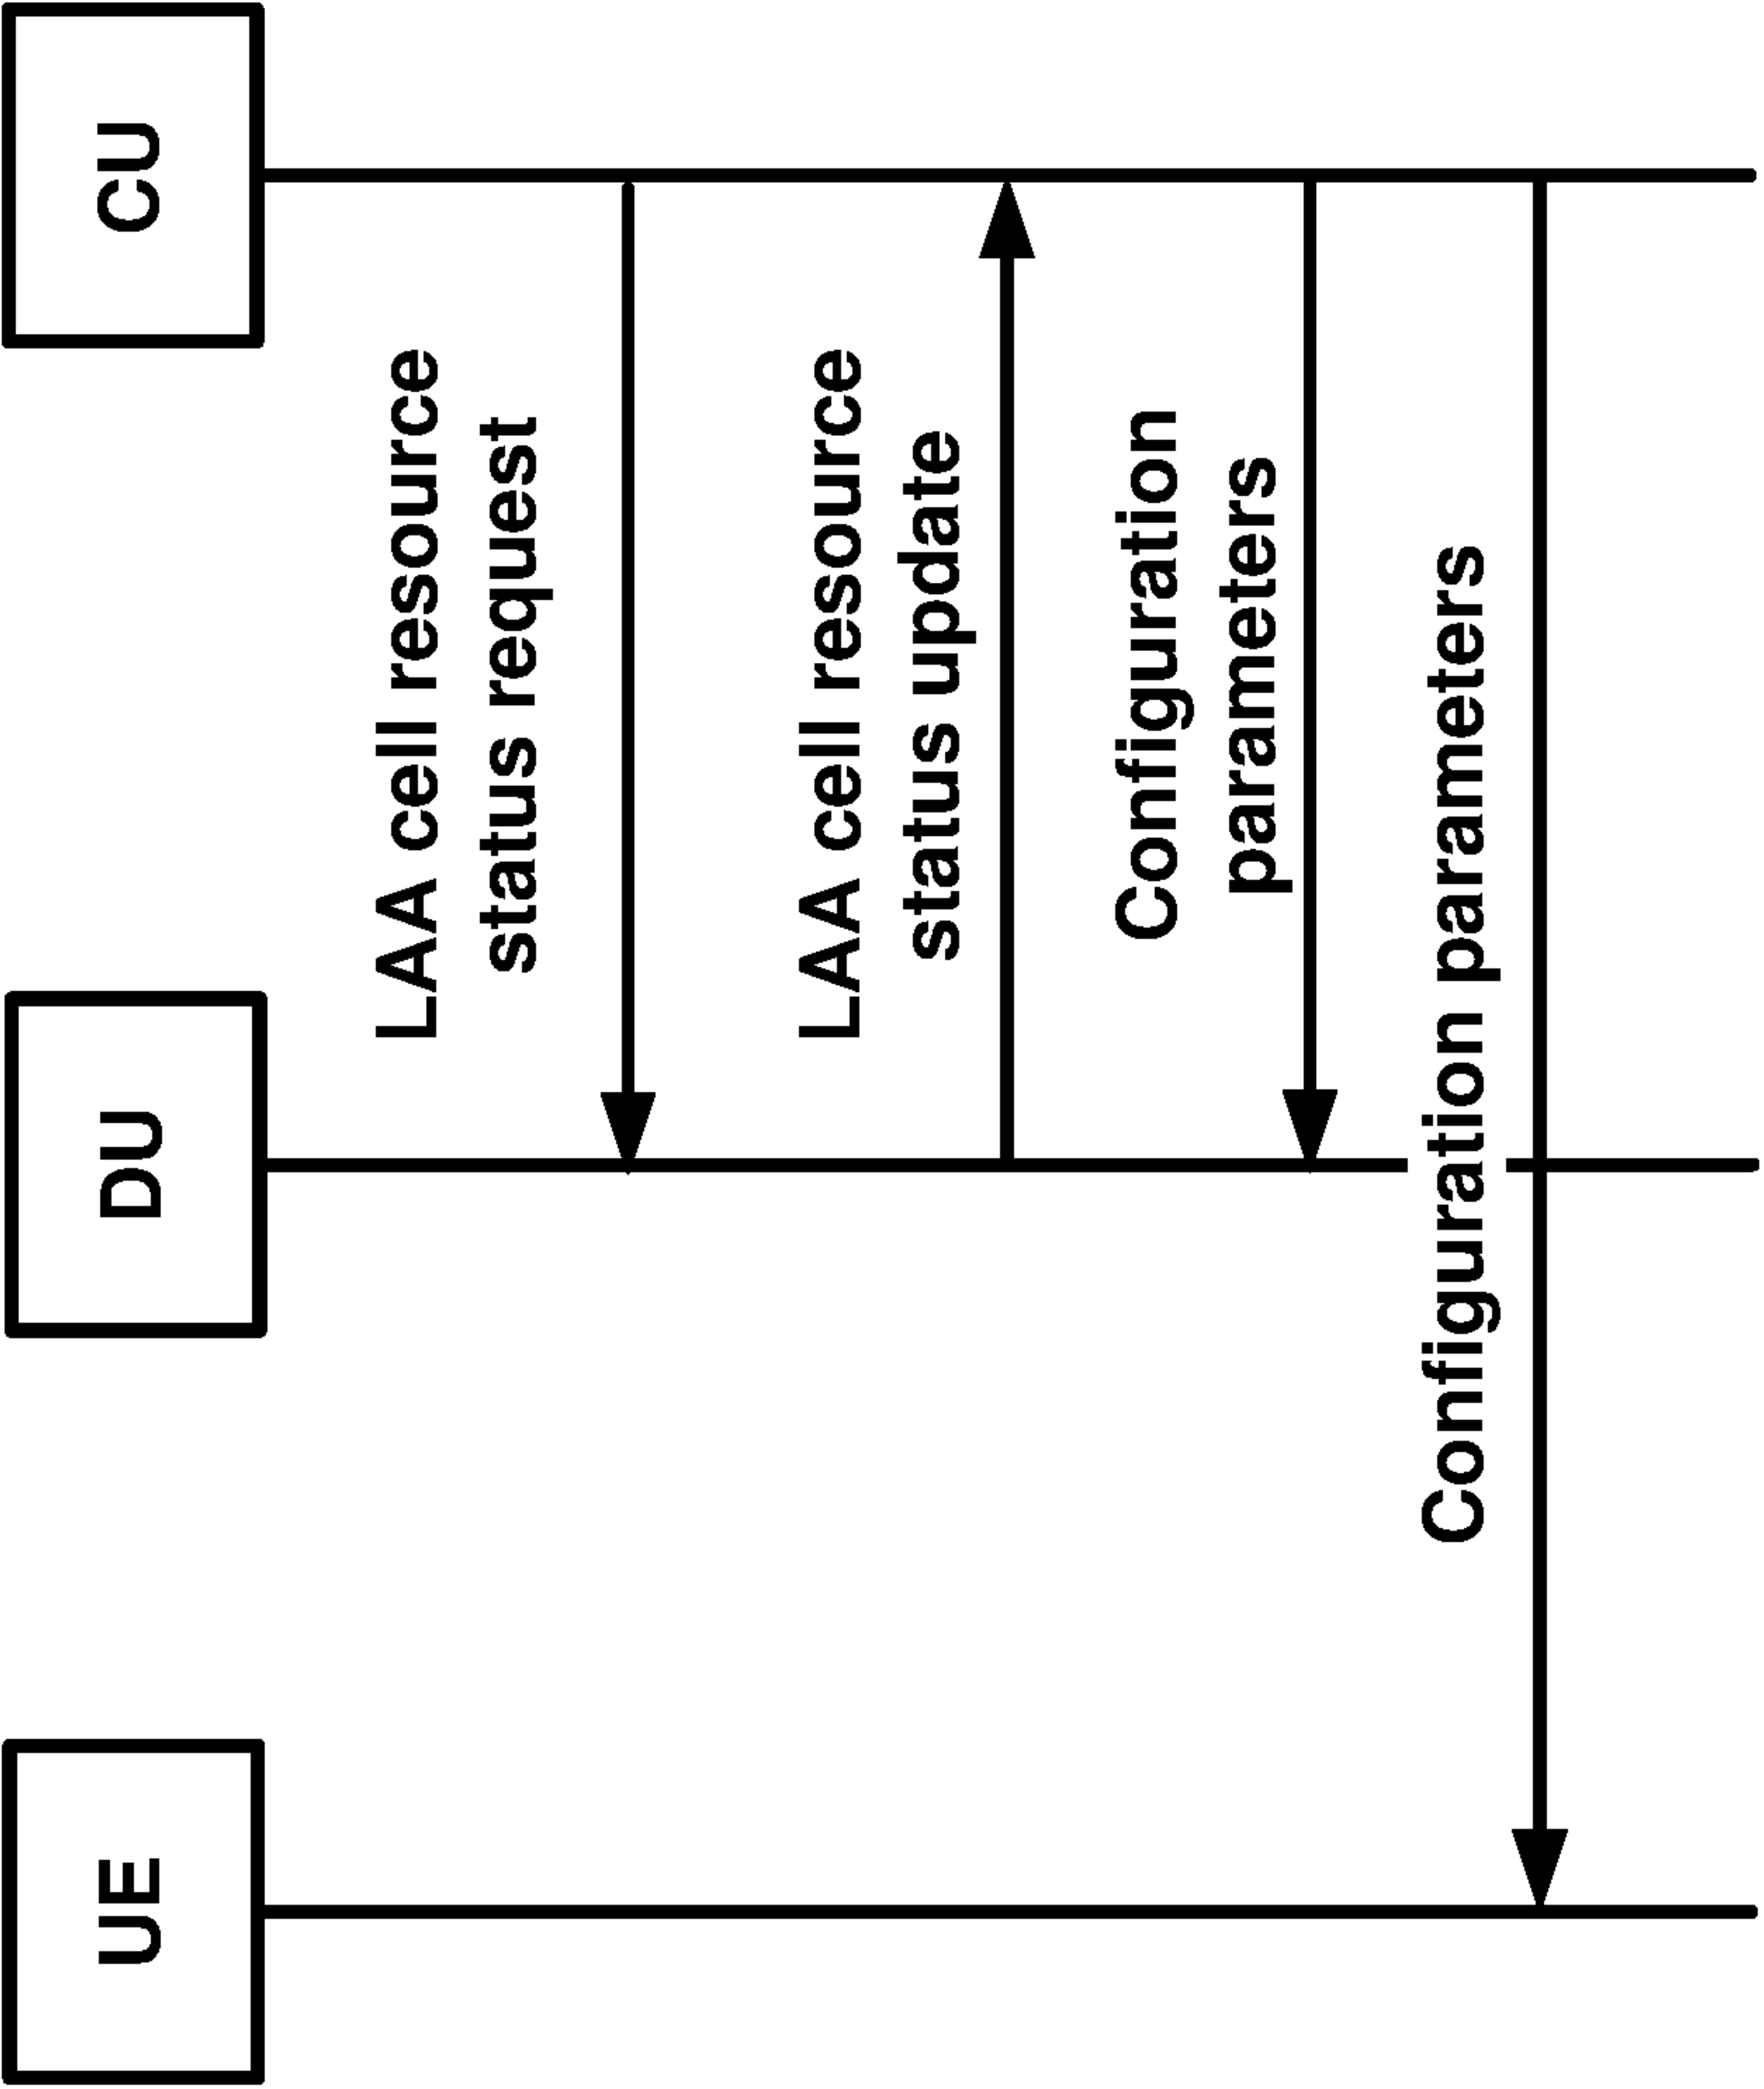 UE
DU
CU
LAA cell resource
status request
LAA cell resource
status update
Configuration
parameters
Configuration parameters